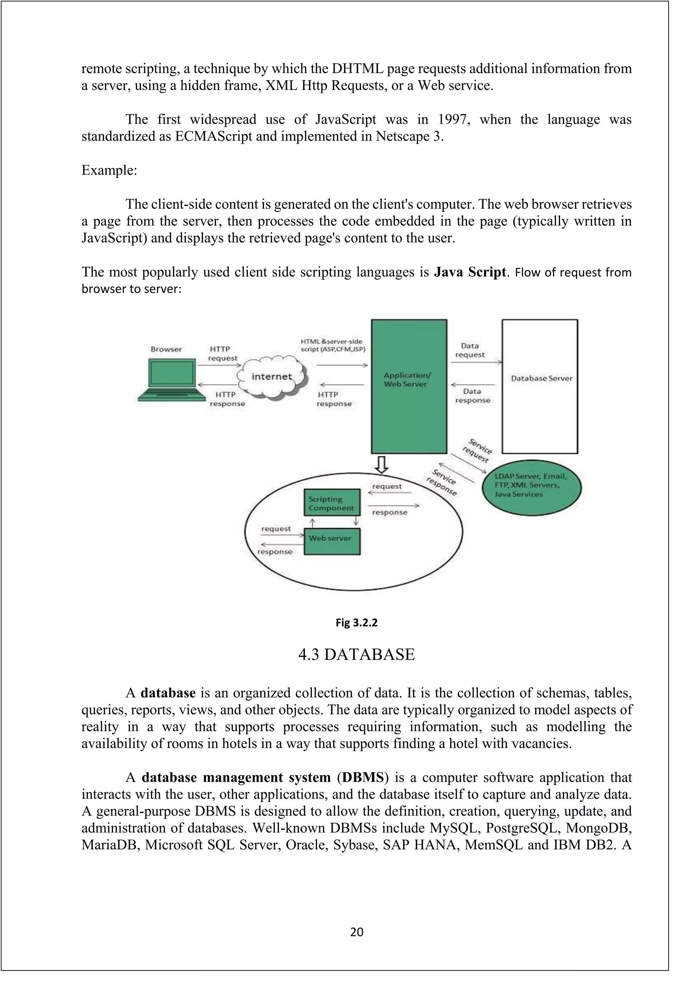 remote scripting, a technique by which the DHTML page requests additional information from
a server, using a hidden frame, XML Http Requests, or a Web service.
The first widespread use of JavaScript was in 1997, when the language was
standardized as ECMAScript and implemented in Netscape 3.
Example:
The client-side content is generated on the client's computer. The web browser retrieves
a page from the server, then processes the code embedded in the page (typically written in
JavaScript) and displays the retrieved page's content to the user.
The most popularly used client side scripting languages is Java Script. Flow of request from
browser to server:
Browser
HTTP
request
HTTP
response
internet
HTML &server-side
script (ASP,CFM,JSP)
HTTP
response
Application/
Web Server
Data
request
Data
response
Database Server
Service
request
Service
response
LDAP Server, Email,
FTP, XML Servers,
Java Services
Scripting
Component
request
response
request
response
Web server
Fig 3.2.2
4.3 DATABASE
A database is an organized collection of data. It is the collection of schemas, tables,
queries, reports, views, and other objects. The data are typically organized to model aspects of
reality in a way that supports processes requiring information, such as modelling the
availability of rooms in hotels in a way that supports finding a hotel with vacancies.
A database management system (DBMS) is a computer software application that
interacts with the user, other applications, and the database itself to capture and analyze data.
A general-purpose DBMS is designed to allow the definition, creation, querying, update, and
administration of databases. Well-known DBMSs include MySQL, PostgreSQL, MongoDB,
MariaDB, Microsoft SQL Server, Oracle, Sybase, SAP HANA, MemSQL and IBM DB2. A
20